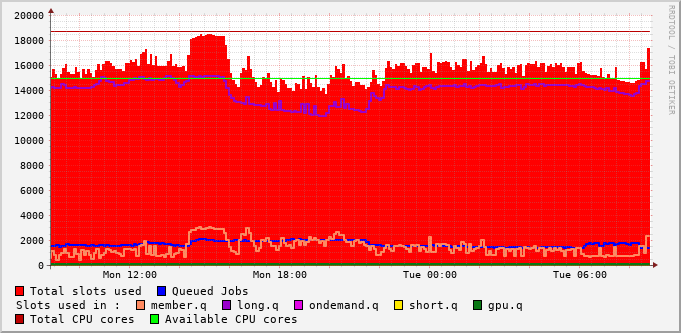 20000
18000
16000
14000
12000
10000
8000
6000
4000
2000
0
Mon 12:00 Mon 18:00 Tue 00:00 Tue 06:00
RRDTOOL / TOBI OETIKER
Total slots used Queued Jobs
Slots used in : member.q long.q ondemand.q short.q gpu.q
Total CPU cores Available CPU cores